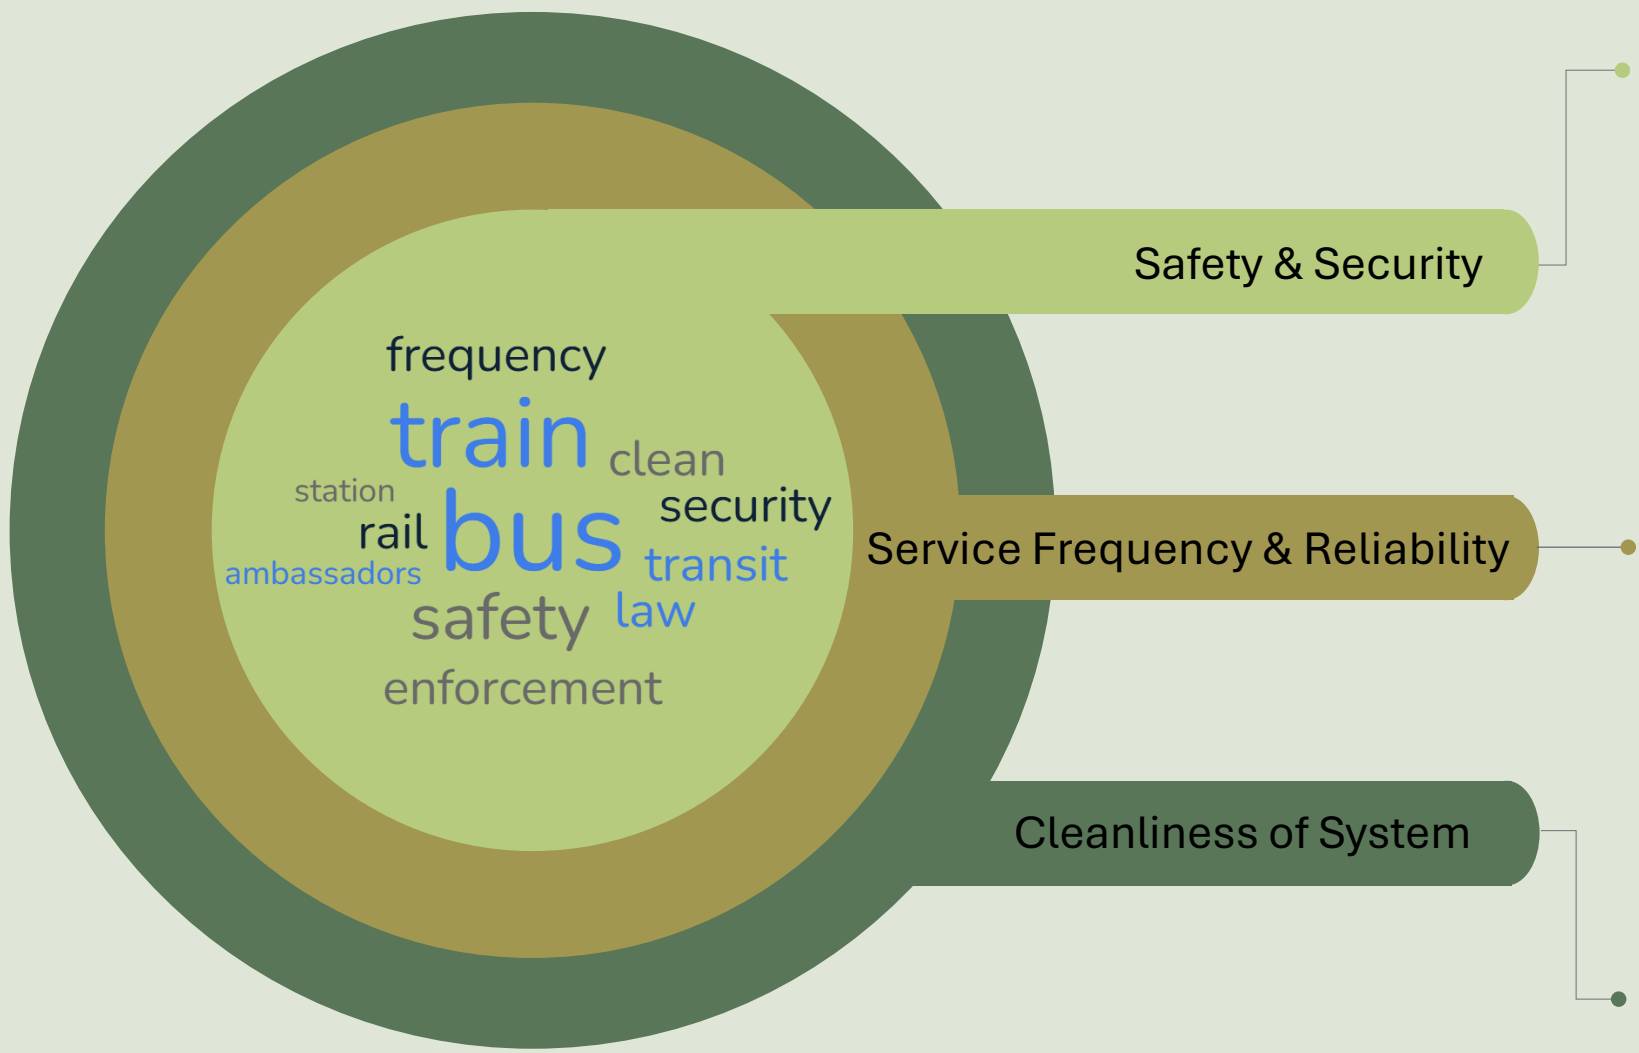 Safety & Security
frequency
train
clean
station
security
rail
bus
transit
ambassadors
safety
law
enforcement
Service Frequency & Reliability
Cleanliness of System